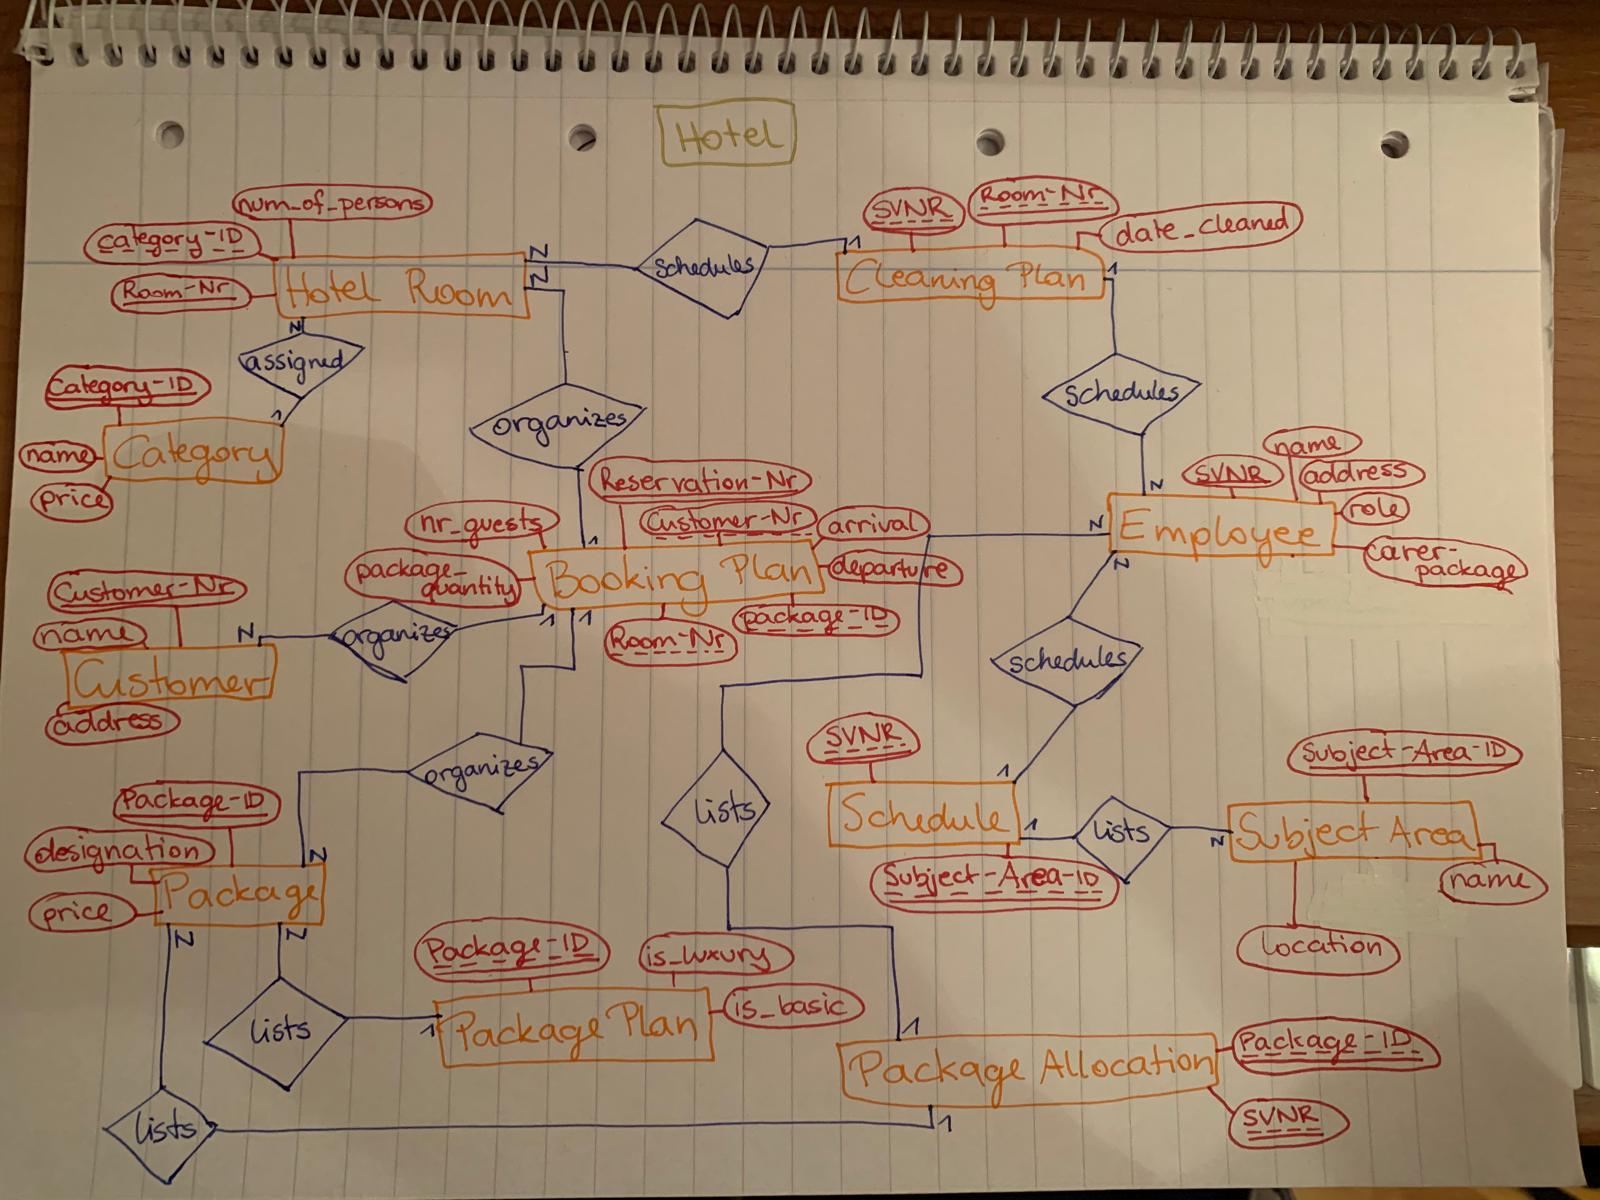 Hotel
num_of_persons
category-ID
Room-Nr
Hotel Room
N
N
schedules
1
SVNR
Room-Nr
date_cleaned
Cleaning Plan
1
N
assigned
1
Category-ID
name
price
Category
organizes
schedules
N
SVNR
name
address
role
carer-
package
Employee
N
N
Reservation-Nr
Customer-Nr
arrival
departure
nr_guests
package-
quantity
1
Booking Plan
1
1
Room-Nr
package-ID
Customer-Nr
name
Customer
address
N
organizes
organizes
schedules
SVNR
1
Schedule
Subject-Area-ID
1
lists
N
Subject-Area-ID
Subject Area
name
location
lists
Package-ID
designation
price
Package
N
N
N
Package-ID
is_luxury
is_basic
Package Plan
1
lists
lists
1
Package Allocation
1
Package-ID
SVNR